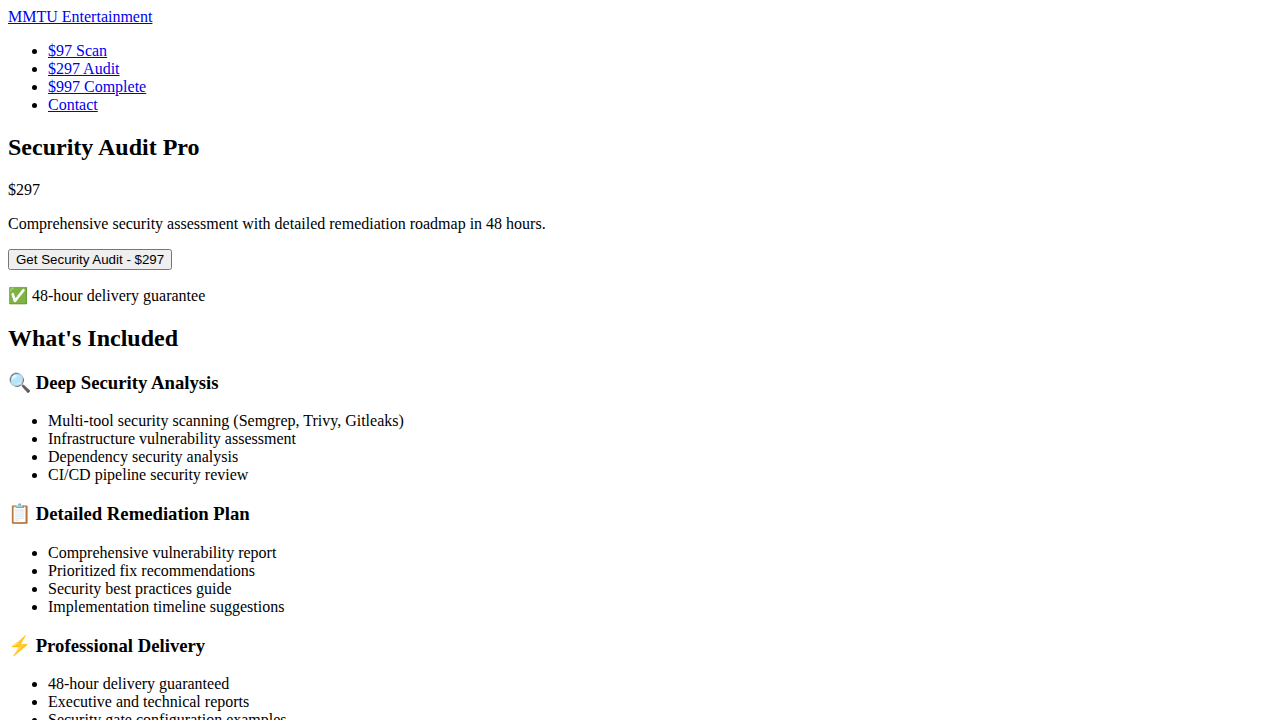 MMTU Entertainment
$97 Scan
$297 Audit
$997 Complete
Contact
Security Audit Pro
$297
Comprehensive security assessment with detailed remediation roadmap in 48 hours.
Get Security Audit - $297
✅ 48-hour delivery guarantee
What's Included
🔍 Deep Security Analysis
Multi-tool security scanning (Semgrep, Trivy, Gitleaks)
Infrastructure vulnerability assessment
Dependency security analysis
CI/CD pipeline security review
📋 Detailed Remediation Plan
Comprehensive vulnerability report
Prioritized fix recommendations
Security best practices guide
Implementation timeline suggestions
⚡ Professional Delivery
48-hour delivery guaranteed
Executive and technical reports
Security gate configuration examples